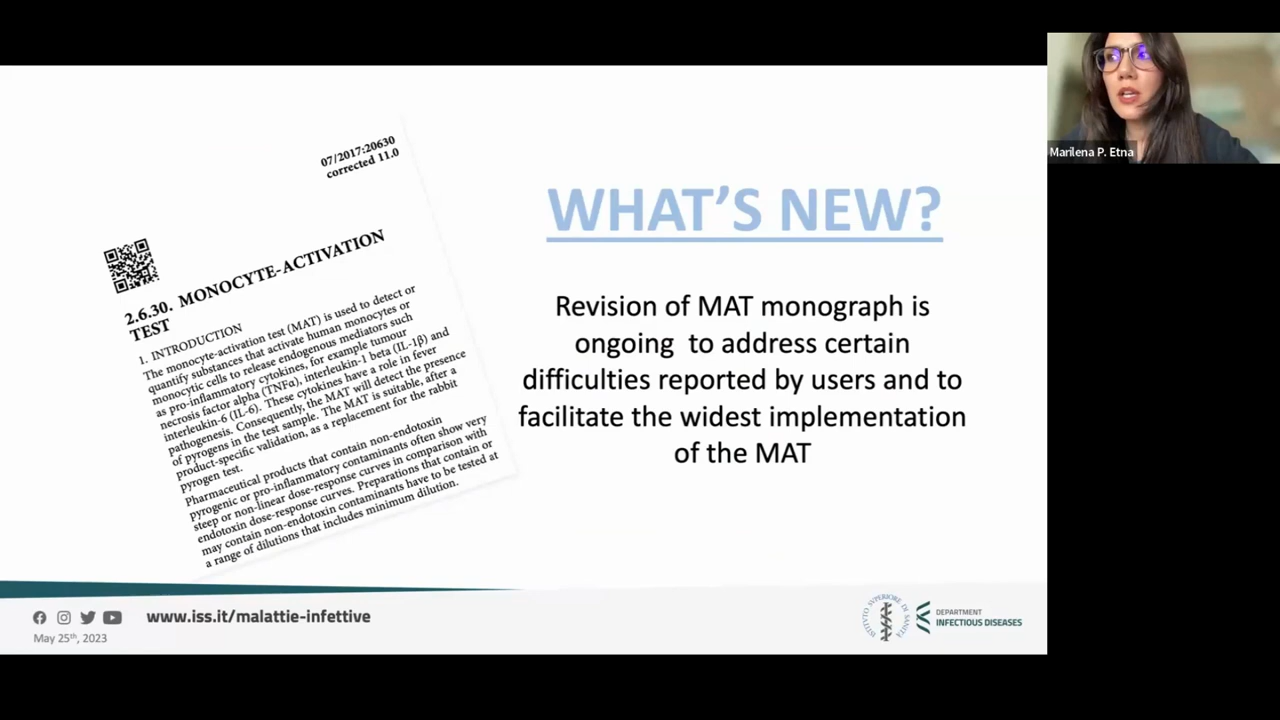 07/2017:20630
corrected 11.0
2.6.30. MONOCYTE-ACTIVATION
TEST
1. INTRODUCTION
The monocyte-activation test (MAT) is used to detect or
quantify substances that activate human monocytes or
monocytic cells to release endogenous mediators such
as pro-inflammatory cytokines, for example tumour
necrosis factor alpha (TNFα), interleukin-1 beta (IL-1β) and
interleukin-6 (IL-6). These cytokines have a role in fever
pathogenesis. Consequently, the MAT will detect the presence
of pyrogens in the test sample. The MAT is suitable, after a
product-specific validation, as a replacement for the rabbit
pyrogen test.
Pharmaceutical products that contain non-endotoxin
pyrogenic or pro-inflammatory contaminants often show very
steep or non-linear dose-response curves in comparison with
endotoxin dose-response curves. Preparations that contain or
may contain non-endotoxin contaminants have to be tested at
a range of dilutions that includes minimum dilution.
WHAT'S NEW?
Revision of MAT monograph is
ongoing to address certain
difficulties reported by users and to
facilitate the widest implementation
of the MAT
Marilena P. Etna
www.iss.it/malattie-infettive
May 25th, 2023
ISTITUTO SUPERIORE DI SANITÀ
DEPARTMENT
INFECTIOUS DISEASES